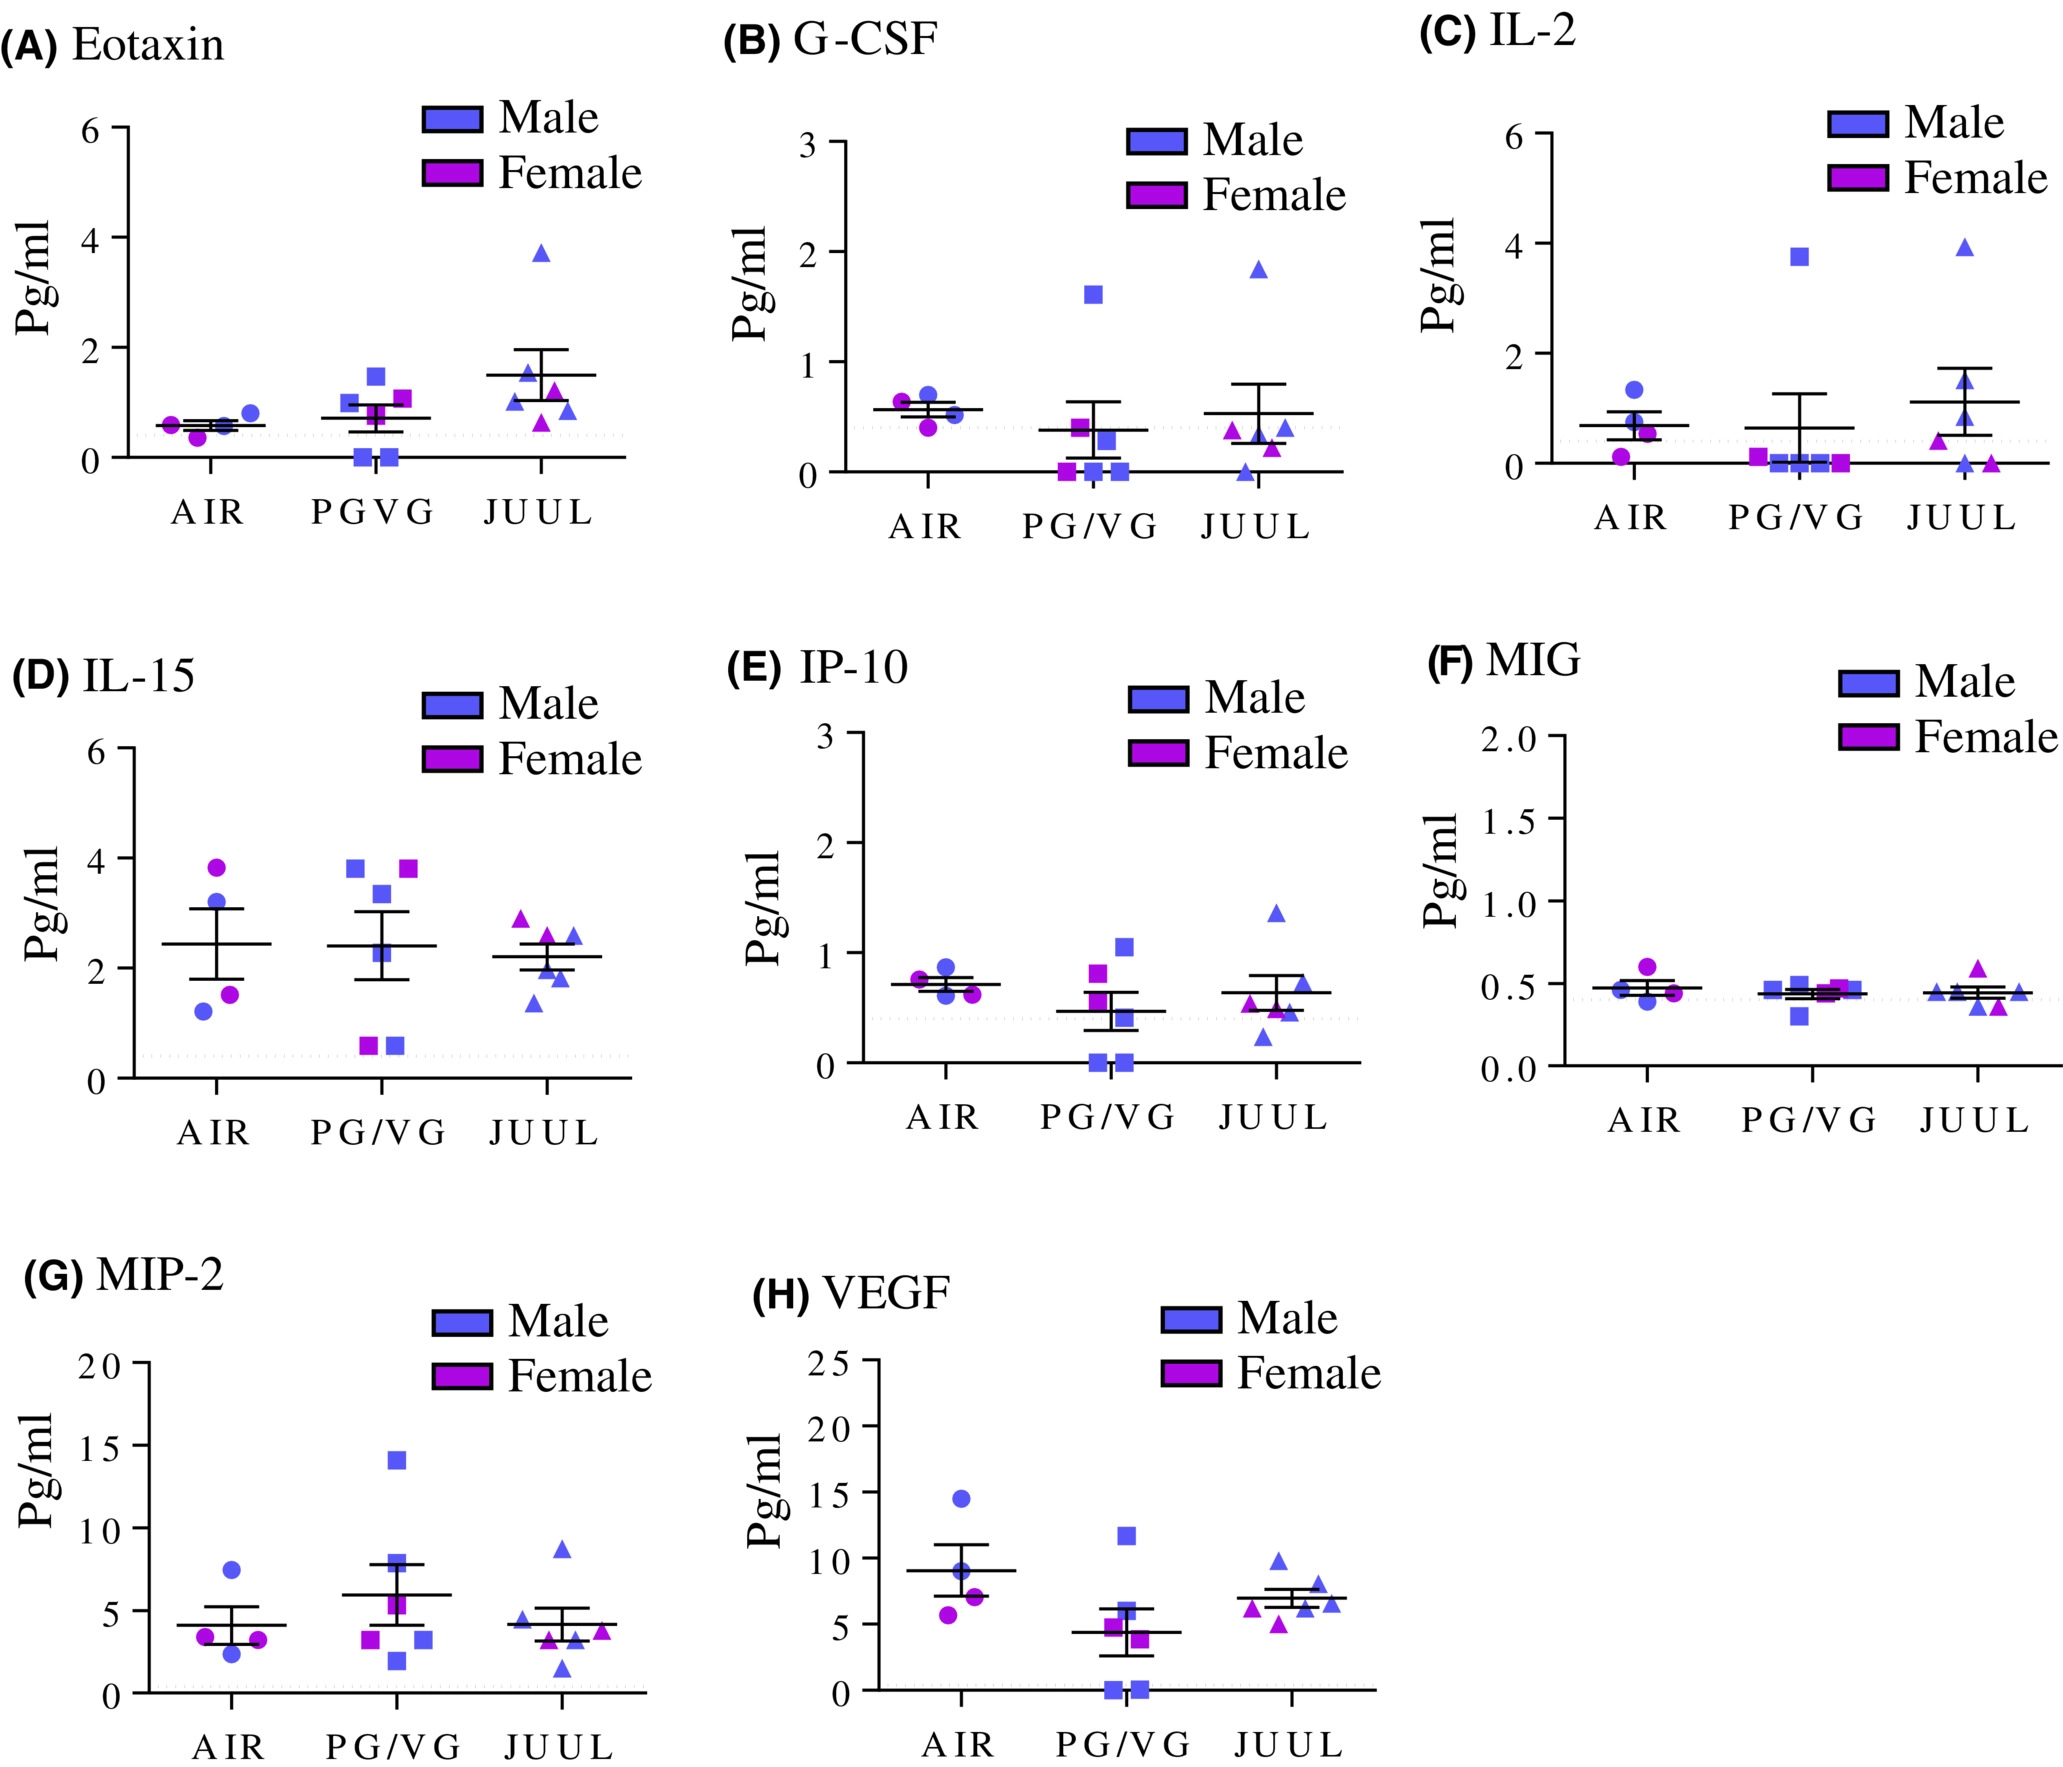 (A) Eotaxin
Male
Female
Pg/ml
6
4
2
0
AIR PGVG JUUL
(B) G-CSF
Male
Female
Pg/ml
3
2
1
0
AIR PG/VG JUUL
(C) IL-2
Male
Female
Pg/ml
6
4
2
0
AIR PG/VG JUUL
(D) IL-15
Male
Female
Pg/ml
6
4
2
0
AIR PG/VG JUUL
(E) IP-10
Male
Female
Pg/ml
3
2
1
0
AIR PG/VG JUUL
(F) MIG
Male
Female
Pg/ml
2.0
1.5
1.0
0.5
0.0
AIR PG/VG JUUL
(G) MIP-2
Male
Female
Pg/ml
20
15
10
5
0
AIR PG/VG JUUL
(H) VEGF
Male
Female
Pg/ml
25
20
15
10
5
0
AIR PG/VG JUUL